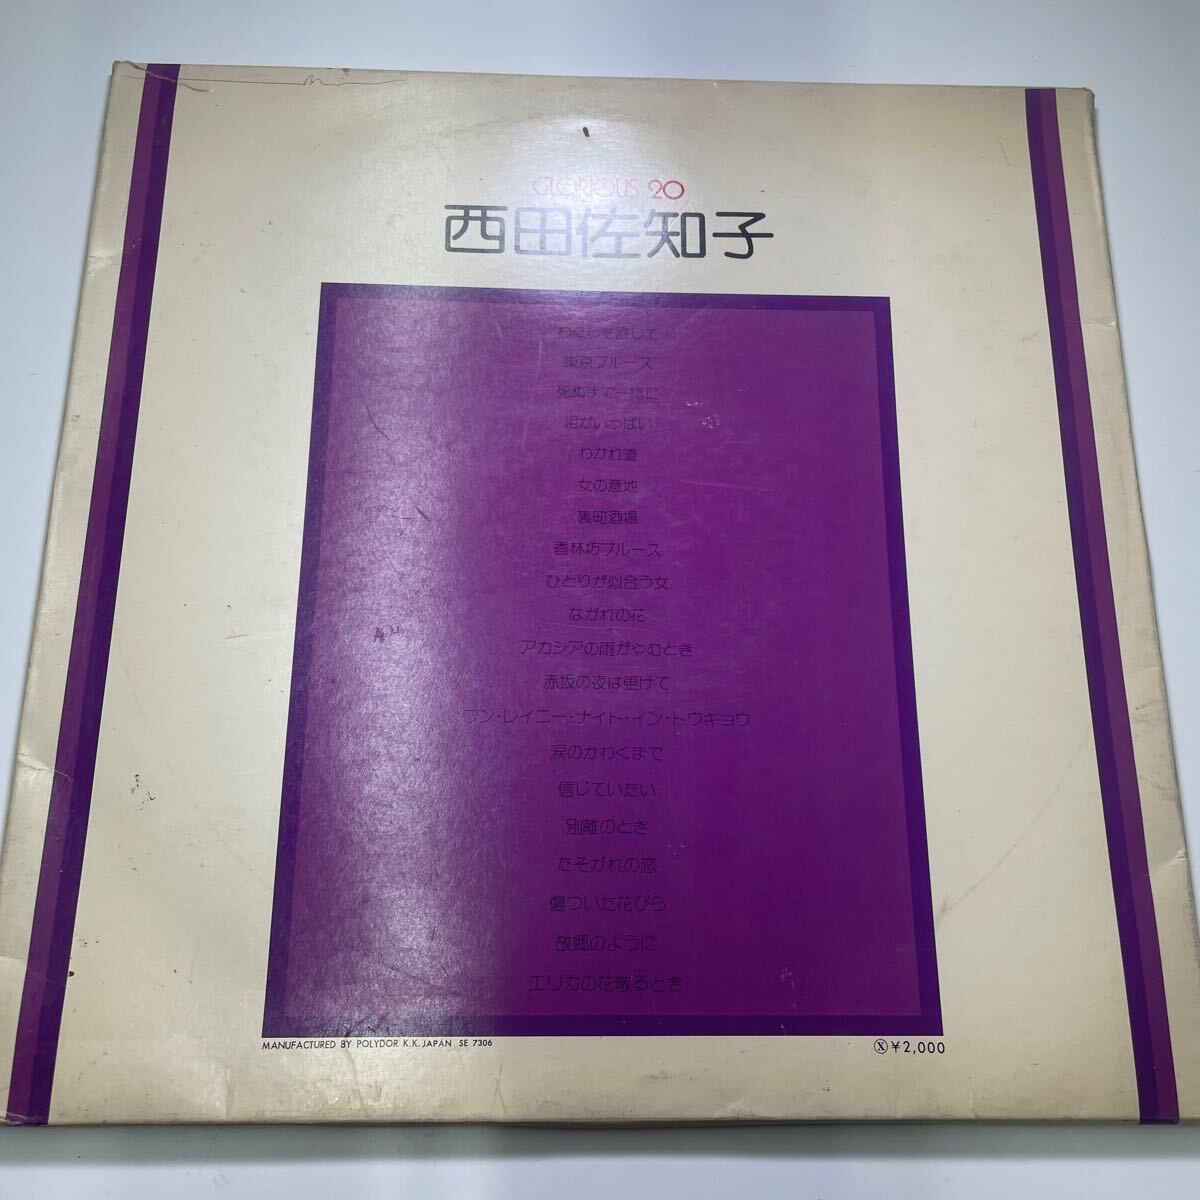 GLORIOUS 20
西田佐知子
わたしを許して
東京ブルース
死ぬまで一緒に
泪がいっぱい
わかれ道
女の意地
裏町酒場
香林坊ブルース
ひとりが似合う女
ながれの花
アカシアの雨がやむとき
赤坂の夜は更けて
ワン・レイニー・ナイト・イン・トウキョウ
涙のかわくまで
信じていたい
別離のとき
たそがれの恋
傷ついた花びら
故郷のように
エリカの花散るとき
MANUFACTURED BY POLYDOR K.K. JAPAN SE 7306
Ⓧ¥2,000